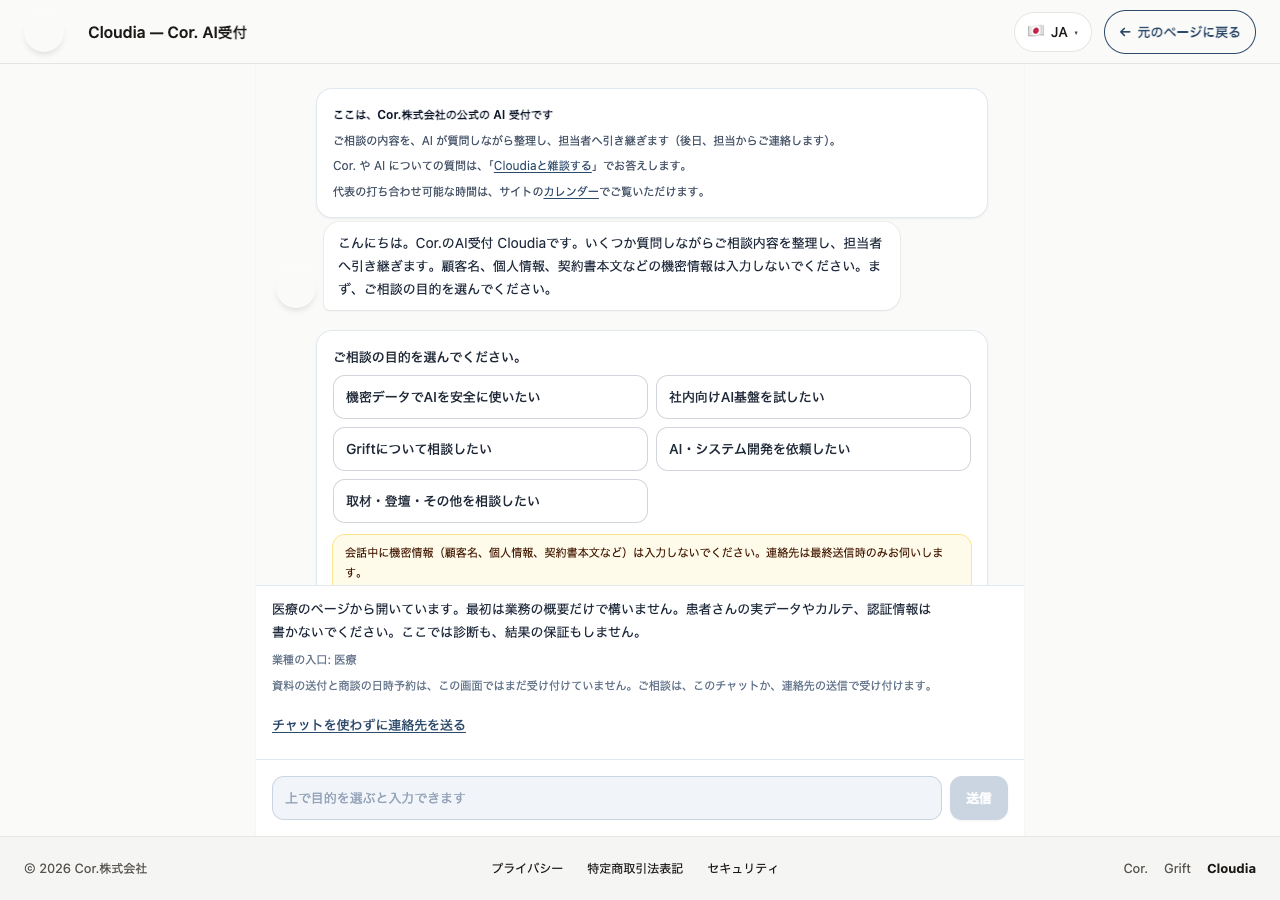 Cloudia — Cor. AI受付
JA
← 元のページに戻る
ここは、Cor.株式会社の公式の AI 受付です
ご相談の内容を、AI が質問しながら整理し、担当者へ引き継ぎます（後日、担当からご連絡します）。
Cor. や AI についての質問は、「Cloudiaと雑談する」でお答えします。
代表の打ち合わせ可能な時間は、サイトのカレンダーでご覧いただけます。
こんにちは。Cor.のAI受付 Cloudiaです。いくつか質問しながらご相談内容を整理し、担当者
へ引き継ぎます。顧客名、個人情報、契約書本文などの機密情報は入力しないでください。ま
ず、ご相談の目的を選んでください。
ご相談の目的を選んでください。
機密データでAIを安全に使いたい
社内向けAI基盤を試したい
Griftについて相談したい
AI・システム開発を依頼したい
取材・登壇・その他を相談したい
会話中に機密情報（顧客名、個人情報、契約書本文など）は入力しないでください。連絡先は最終送信時のみお伺いしま
す。
医療のページから開いています。最初は業務の概要だけで構いません。患者さんの実データやカルテ、認証情報は
書かないでください。ここでは診断も、結果の保証もしません。
業種の入口: 医療
資料の送付と商談の日時予約は、この画面ではまだ受け付けていません。ご相談は、このチャットか、連絡先の送信で受け付けます。
チャットを使わずに連絡先を送る
上で目的を選ぶと入力できます
送信
© 2026 Cor.株式会社
プライバシー
特定商取引法表記
セキュリティ
Cor.
Grift
Cloudia